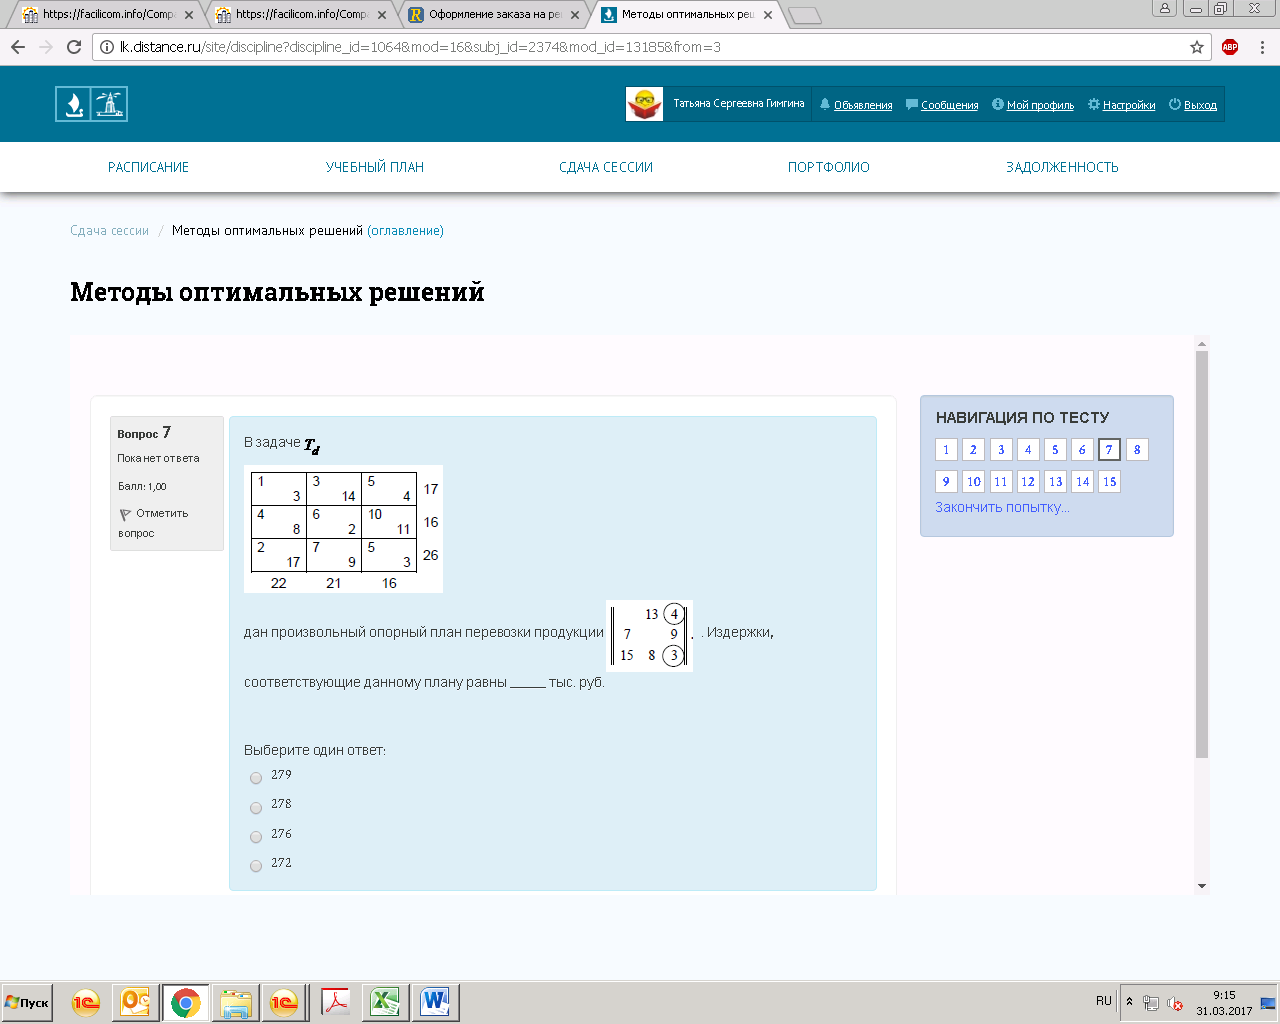 https://facilicom.info/Comp
https://facilicom.info/Comp
Оформление заказа на ре
Методы оптимальных реш
lk.distance.ru/site/discipline?discipline_id=1064&mod=16&subj_id=2374&mod_id=13185&from=3
ABP
Татьяна Сергеевна Гимгина
Объявления
Сообщения
Мой профиль
Настройки
Выход
РАСПИСАНИЕ
УЧЕБНЫЙ ПЛАН
СДАЧА СЕССИИ
ПОРТФОЛИО
ЗАДОЛЖЕННОСТЬ
Сдача сессии / Методы оптимальных решений (оглавление)
Методы оптимальных решений
Вопрос 7
Пока нет ответа
Балл: 1,00
Отметить
вопрос
В задаче Td
1 3 5
3 14 4 17
4 6 10
8 2 11 16
2 7 5
17 9 3 26
22 21 16
13 4
дан произвольный опорный план перевозки продукции 7 9 . . Издержки,
15 8 3
соответствующие данному плану равны _____ тыс. руб.
Выберите один ответ:
279
278
276
272
НАВИГАЦИЯ ПО ТЕСТУ
1 2 3 4 5 6 7 8
9 10 11 12 13 14 15
Закончить попытку...
Пуск
RU
9:15
31.03.2017